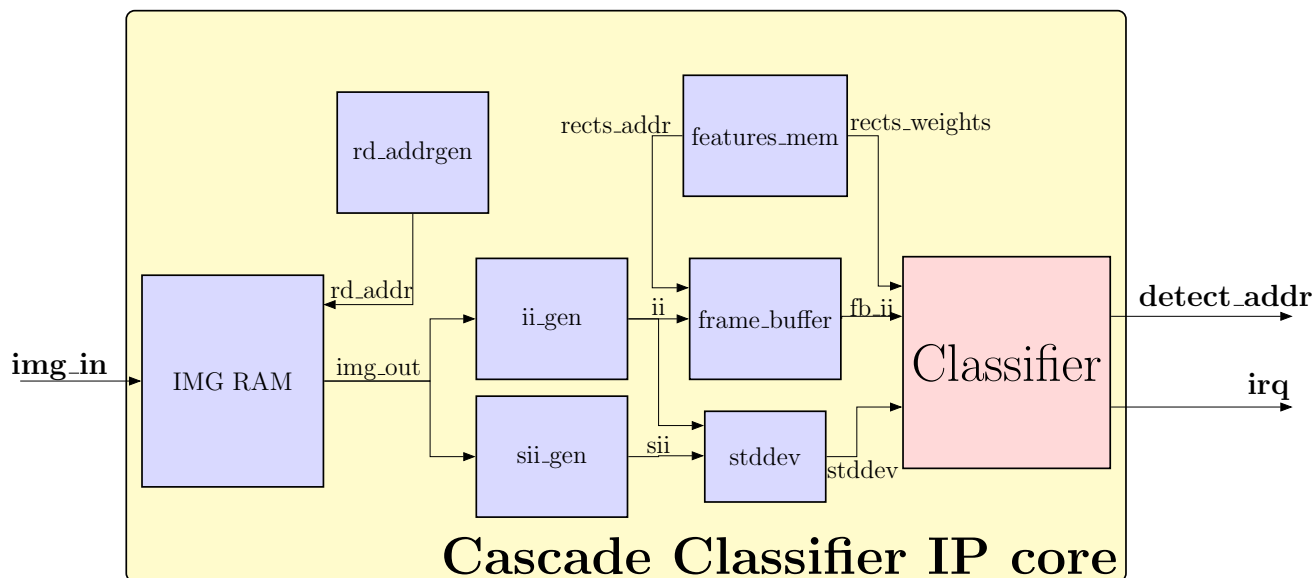 rects_addr
features_mem
rects_weights
rd_addrgen
rd_addr
ii_gen
ii
frame_buffer
fb_ii
detect_addr
img_in
IMG RAM
img_out
Classifier
irq
sii_gen
sii
stddev
stddev
Cascade Classifier IP core